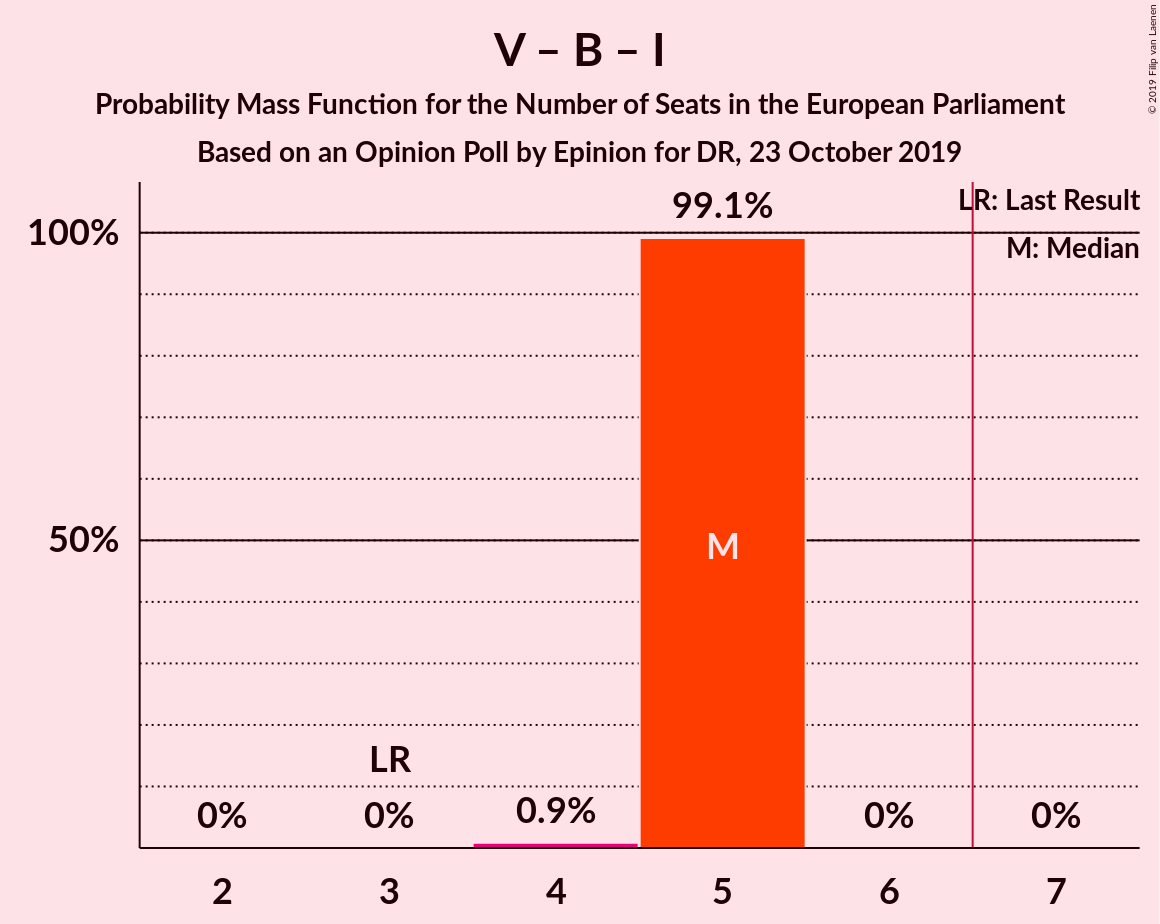 V – B – I
Probability Mass Function for the Number of Seats in the European Parliament
Based on an Opinion Poll by Epinion for DR, 23 October 2019
© 2019 Filip van Laenen
LR: Last Result
M: Median
99.1%
100%
50%
M
LR
0%
0%
0.9%
0%
0%
2
3
4
5
6
7